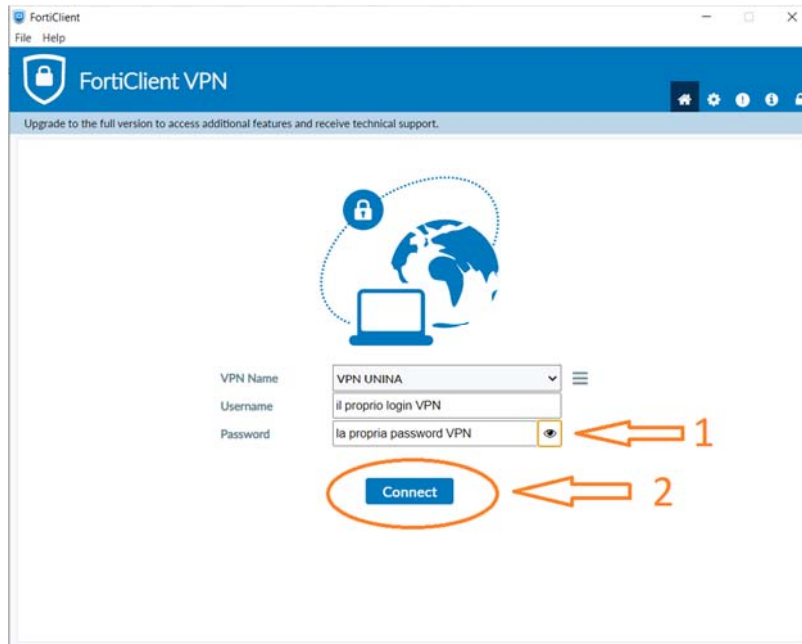 FortiClient
File Help
FortiClient VPN
Upgrade to the full version to access additional features and receive technical support.
VPN Name VPN UNINA
Username il proprio login VPN
Password la propria password VPN 1
Connect 2